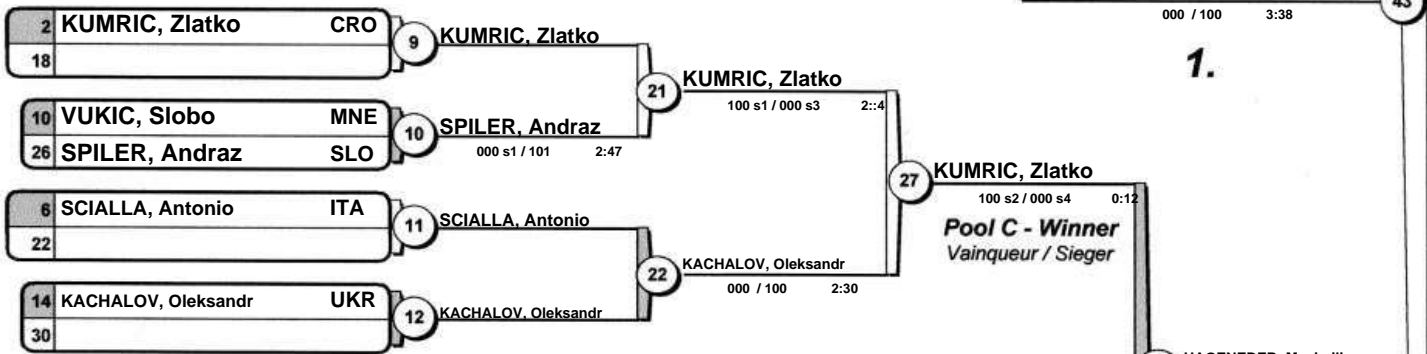 000 / 100 3:38
43
1.
2 KUMRIC, Zlatko CRO
18
9
KUMRIC, Zlatko
21
KUMRIC, Zlatko
100 s1 / 000 s3 2::4
10 VUKIC, Slobo MNE
26 SPILER, Andraz SLO
10
SPILER, Andraz
000 s1 / 101 2:47
27
KUMRIC, Zlatko
100 s2 / 000 s4 0:12
Pool C - Winner
Vainqueur / Sieger
6 SCIALLA, Antonio ITA
22
11
SCIALLA, Antonio
22
KACHALOV, Oleksandr
000 / 100 2:30
14 KACHALOV, Oleksandr UKR
30
12
KACHALOV, Oleksandr